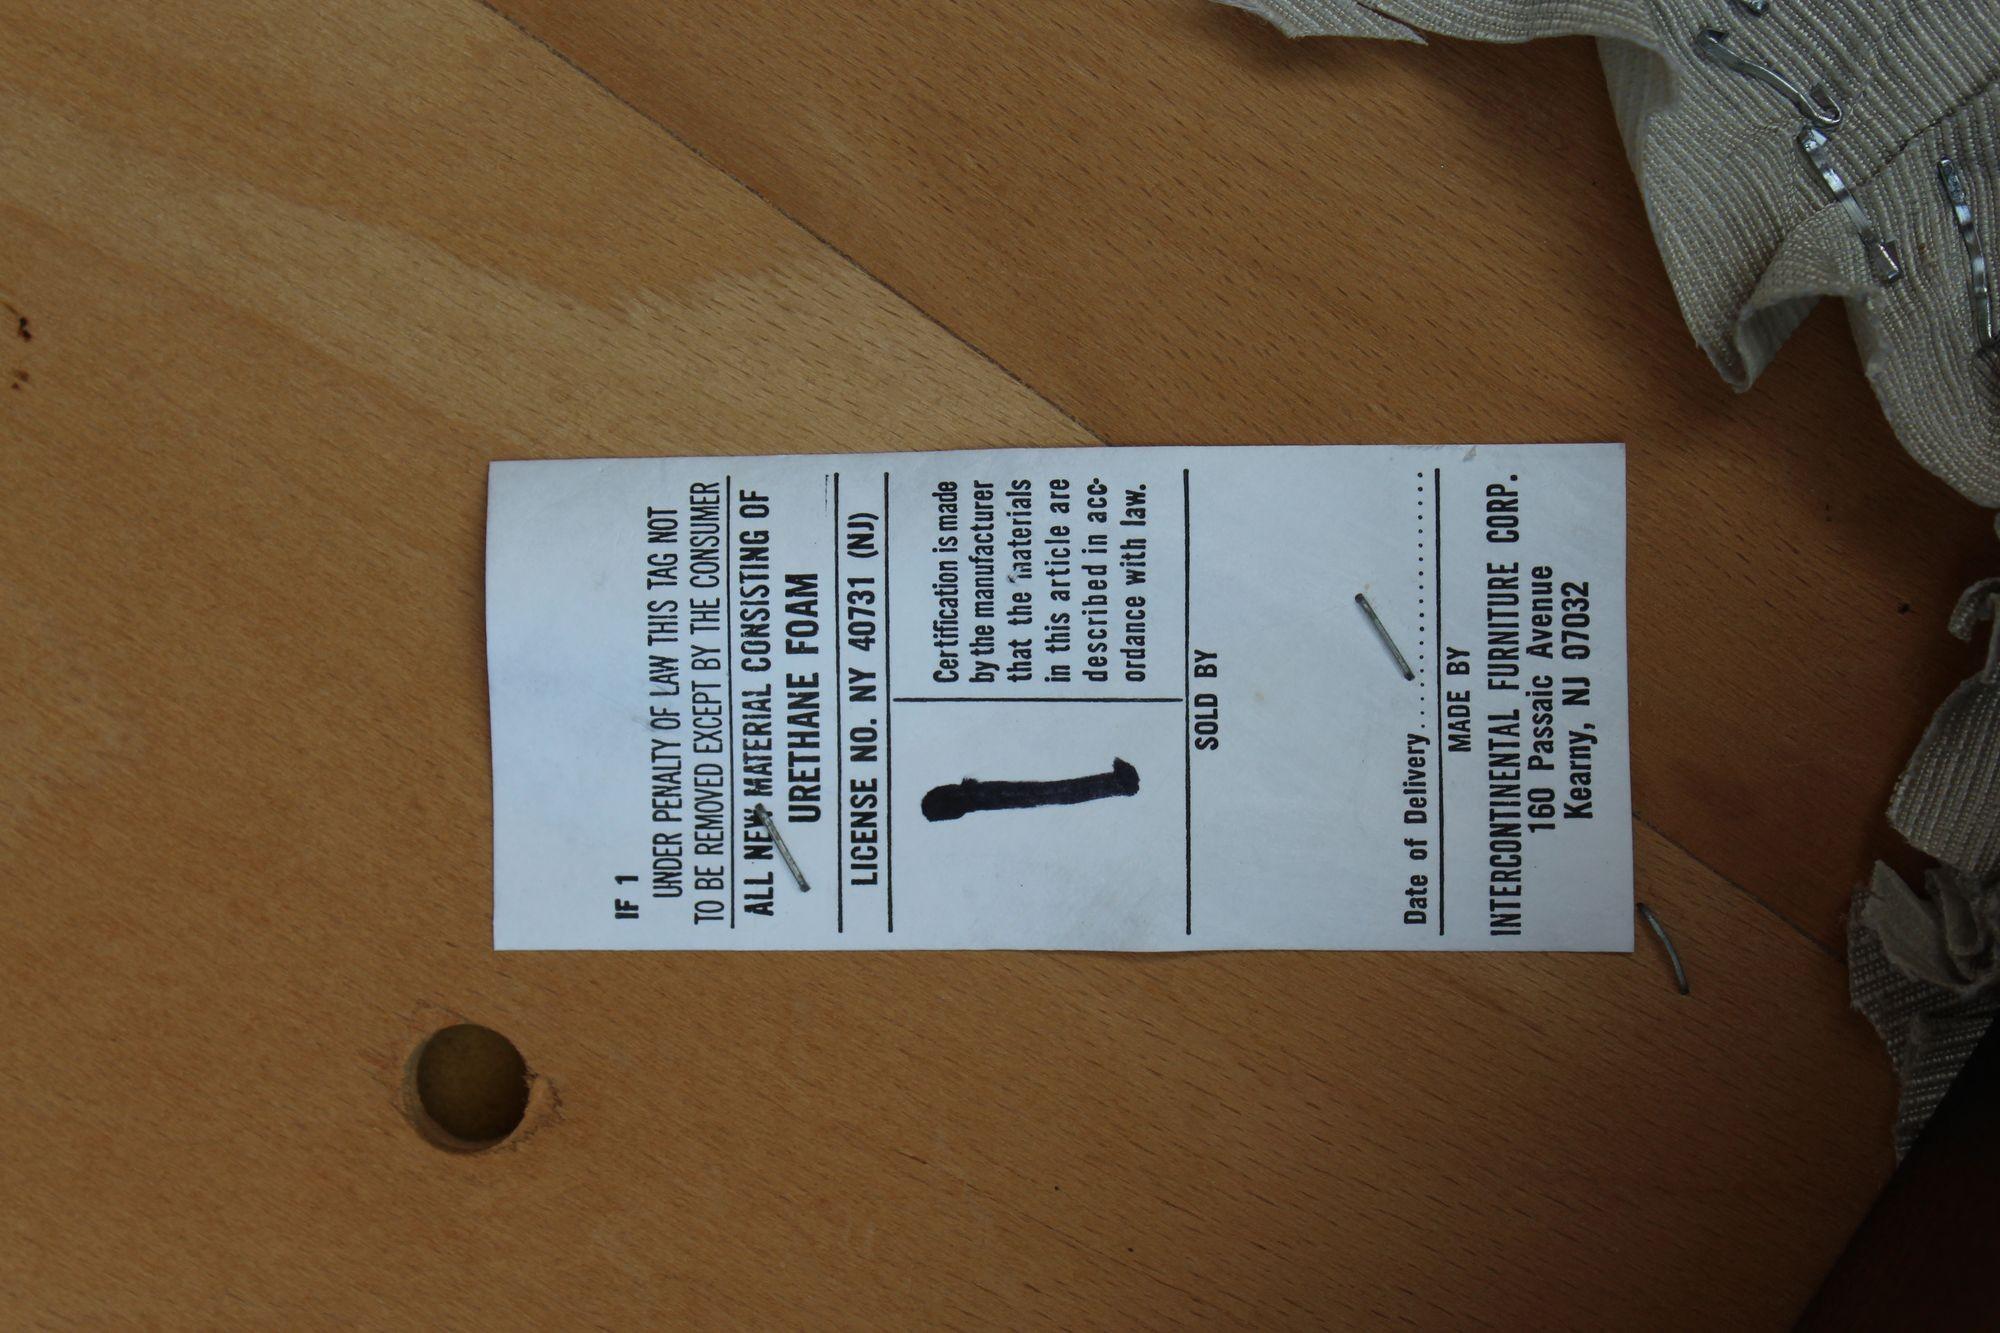 IF 1
UNDER PENALTY OF LAW THIS TAG NOT
TO BE REMOVED EXCEPT BY THE CONSUMER
ALL NEW MATERIAL CONSISTING OF
URETHANE FOAM
LICENSE NO. NY 40731 (NJ)
Certification is made
by the manufacturer
that the materials
in this article are
described in acc-
ordance with law.
SOLD BY
Date of Delivery
MADE BY
INTERCONTINENTAL FURNITURE CORP.
160 Passaic Avenue
Kearny, NJ 07032